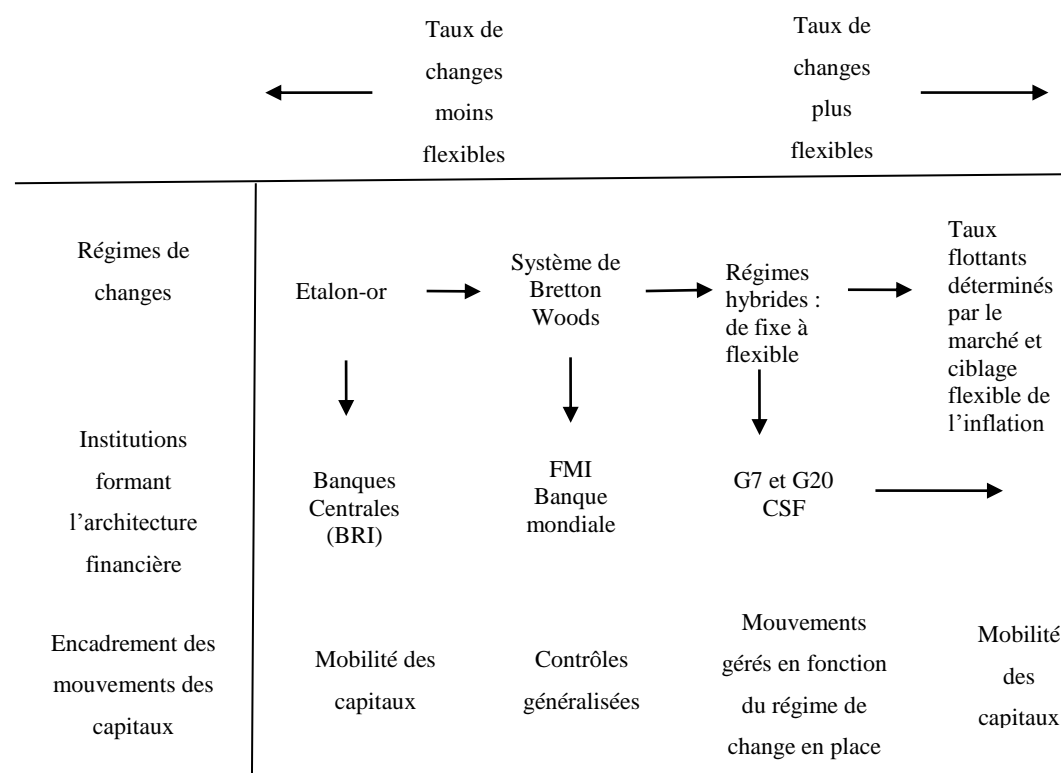 Taux de
changes
moins
flexibles
Taux de
changes
plus
flexibles
Régimes de
changes
Etalon-or
Système de
Bretton
Woods
Régimes
hybrides :
de fixe à
flexible
Taux
flottants
déterminés
par le
marché et
ciblage
flexible de
l’inflation
Institutions
formant
l’architecture
financière
Banques
Centrales
(BRI)
FMI
Banque
mondiale
G7 et G20
CSF
Encadrement des
mouvements des
capitaux
Mobilité des
capitaux
Contrôles
généralisées
Mouvements
gérés en fonction
du régime de
change en place
Mobilité
des
capitaux